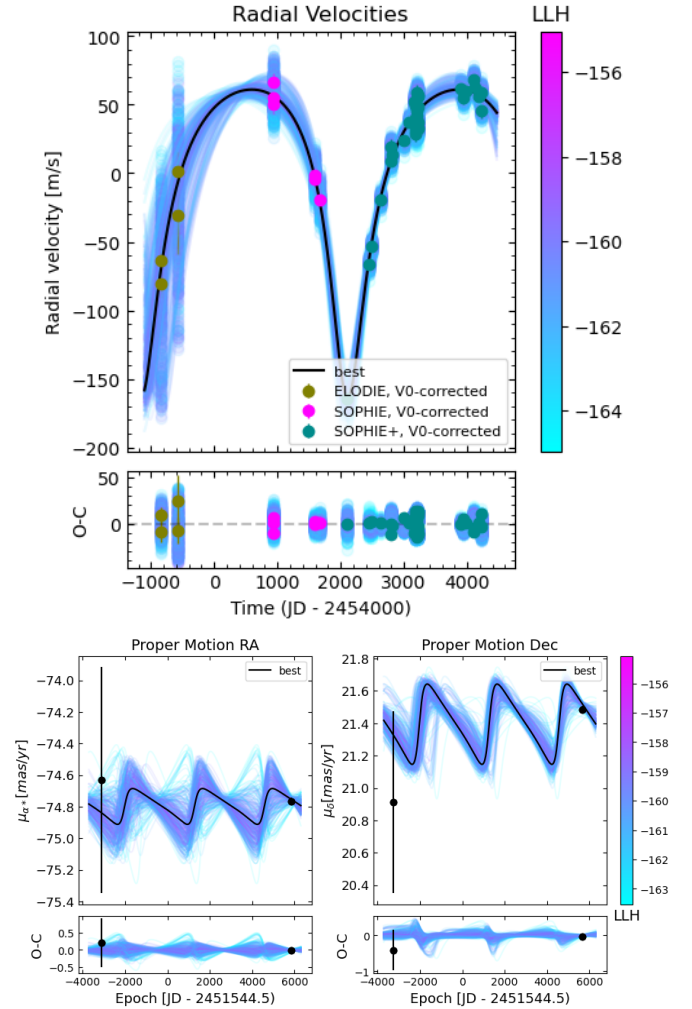 Radial Velocities
LLH
100
50
0
−50
−100
−150
−200
Radial velocity [m/s]
best
ELODIE, V0-corrected
SOPHIE, V0-corrected
SOPHIE+, V0-corrected
−156
−158
−160
−162
−164
50
0
O-C
−1000 0 1000 2000 3000 4000
Time (JD - 2454000)
Proper Motion RA
Proper Motion Dec
best
best
−74.0
−74.2
−74.4
−74.6
−74.8
−75.0
−75.2
−75.4
μα*[mas/yr]
21.8
21.6
21.4
21.2
21.0
20.8
20.6
20.4
μδ[mas/yr]
−156
−157
−158
−159
−160
−161
−162
−163
LLH
0.5
0.0
−0.5
O-C
0
−1
O-C
−4000 −2000 0 2000 4000 6000
−4000 −2000 0 2000 4000 6000
Epoch [JD - 2451544.5]
Epoch [JD - 2451544.5]